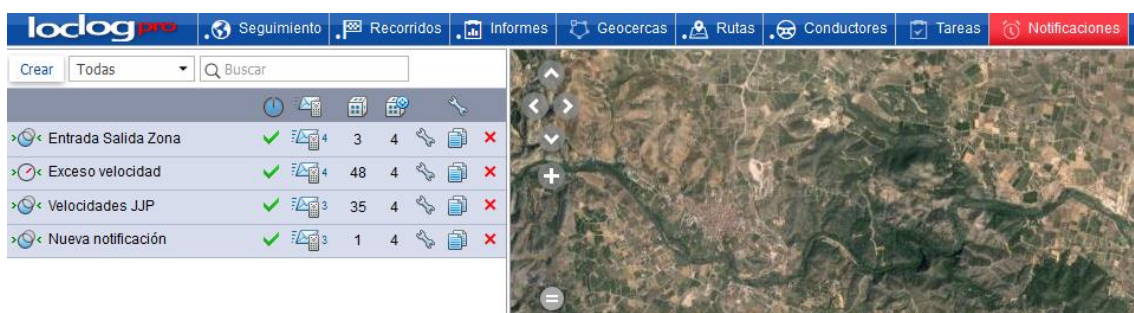 loclog pro Seguimiento Recorridos Informes Geocercas Rutas Conductores Tareas Notificaciones
Crear Todas Buscar
Entrada Salida Zona 4 3 4
Exceso velocidad 4 48 4
Velocidades JJP 3 35 4
Nueva notificación 3 1 4